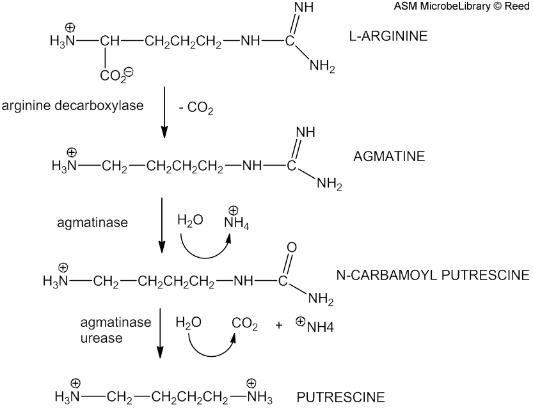 ASM MicrobeLibrary © Reed
NH
H₃N⊕—CH—CH₂CH₂CH₂—NH—C
L-ARGININE
NH₂
CO₂⊖
arginine decarboxylase
- CO₂
NH
H₃N⊕—CH₂—CH₂CH₂CH₂—NH—C
AGMATINE
NH₂
agmatinase
H₂O
⊕NH₄
O
H₃N⊕—CH₂—CH₂CH₂CH₂—NH—C
N-CARBAMOYL PUTRESCINE
NH₂
agmatinase
urease
H₂O
CO₂ + ⊕NH4
H₃N⊕—CH₂—CH₂CH₂CH₂—NH₃⊕
PUTRESCINE